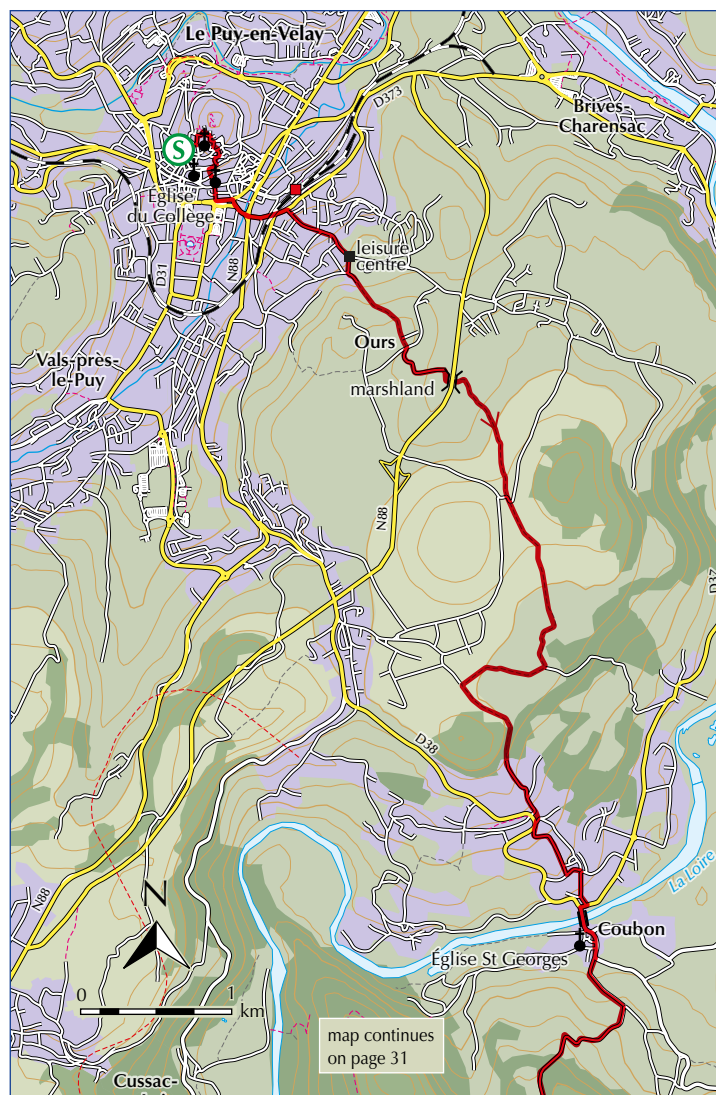 Le Puy-en-Velay
D373
Brives-
Charensac
S
Église
du Collège
leisure
centre
D31
N88
Ours
Vals-près-
le-Puy
marshland
N88
D37
D38
La Loire
N88
N
Coubon
Église St Georges
0 1
km
map continues
on page 31
Cussac-